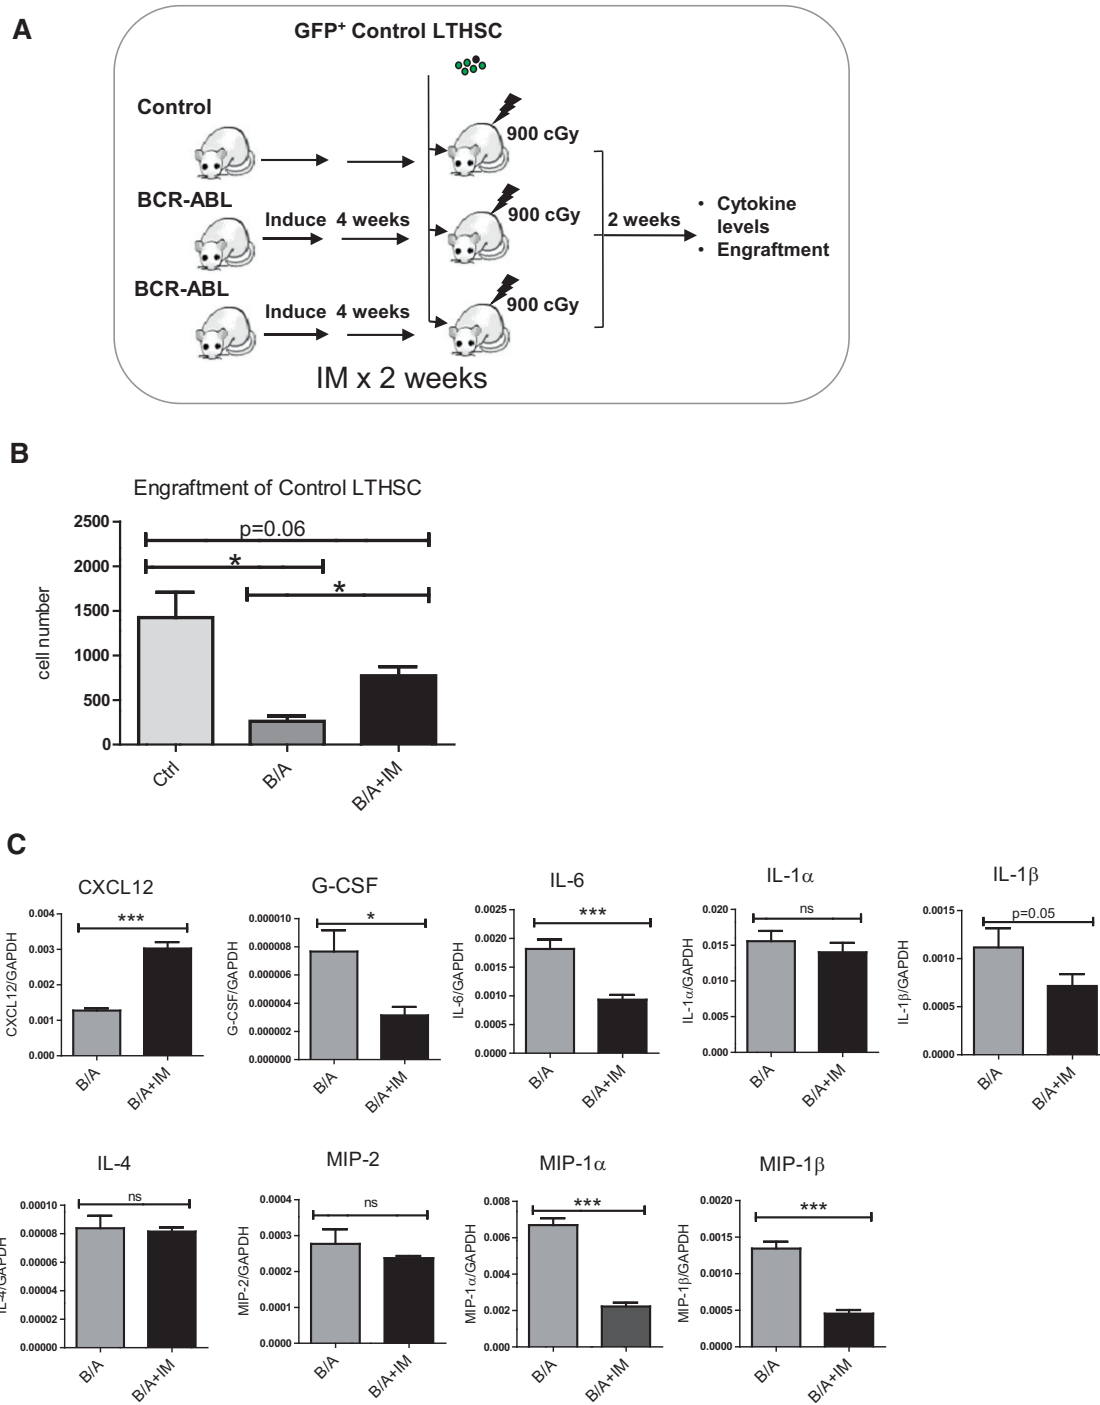 A
GFP+ Control LTHSC
Control
900 cGy
BCR-ABL
Induce 4 weeks
900 cGy
2 weeks
• Cytokine
levels
• Engraftment
BCR-ABL
Induce 4 weeks
900 cGy
IM x 2 weeks
B
Engraftment of Control LTHSC
2500
2000
1500
1000
500
0
cell number
p=0.06
*
*
Ctrl
B/A
B/A+IM
C
CXCL12
0.004
0.003
0.002
0.001
0.000
CXCL12/GAPDH
***
B/A
B/A+IM
G-CSF
0.000010
0.000008
0.000006
0.000004
0.000002
0.000000
G-CSF/GAPDH
*
B/A
B/A+IM
IL-6
0.0025
0.0020
0.0015
0.0010
0.0005
0.0000
IL-6/GAPDH
***
B/A
B/A+IM
IL-1α
0.020
0.015
0.010
0.005
0.000
IL-1α/GAPDH
ns
B/A
B/A+IM
IL-1β
0.0015
0.0010
0.0005
0.0000
IL-1β/GAPDH
p=0.05
B/A
B/A+IM
IL-4
0.00010
0.00008
0.00006
0.00004
0.00002
0.00000
IL-4/GAPDH
ns
B/A
B/A+IM
MIP-2
0.0004
0.0003
0.0002
0.0001
0.0000
MIP-2/GAPDH
ns
B/A
B/A+IM
MIP-1α
0.008
0.006
0.004
0.002
0.000
MIP-1α/GAPDH
***
B/A
B/A+IM
MIP-1β
0.0020
0.0015
0.0010
0.0005
0.0000
MIP-1β/GAPDH
***
B/A
B/A+IM